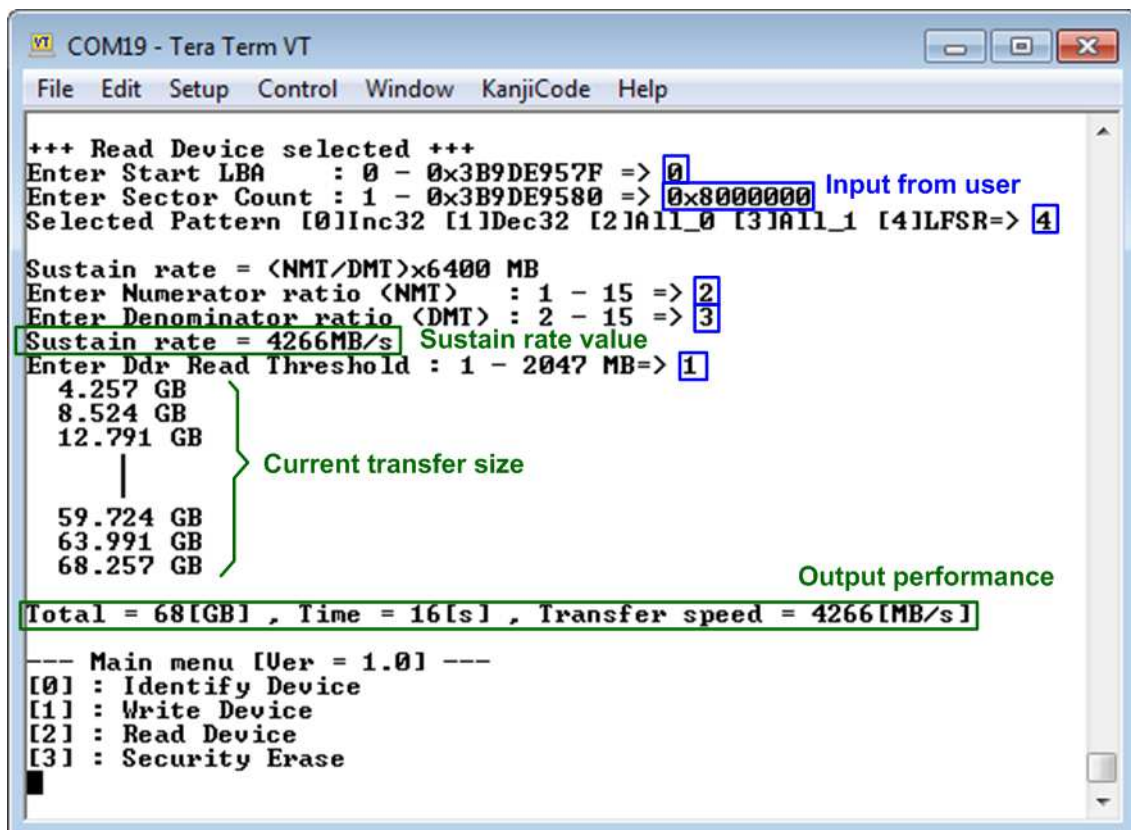 COM19 - Tera Term VT
File Edit Setup Control Window KanjiCode Help
+++ Read Device selected +++
Enter Start LBA : 0 - 0x3B9DE957F => 0
Enter Sector Count : 1 - 0x3B9DE9580 => 0x8000000
Input from user
Selected Pattern [0]Inc32 [1]Dec32 [2]All_0 [3]All_1 [4]LFSR=> 4
Sustain rate = (NMT/DMT)x6400 MB
Enter Numerator ratio (NMT) : 1 - 15 => 2
Enter Denominator ratio (DMT) : 2 - 15 => 3
Sustain rate = 4266MB/s
Sustain rate value
Enter Ddr Read Threshold : 1 - 2047 MB=> 1
4.257 GB
8.524 GB
12.791 GB
Current transfer size
59.724 GB
63.991 GB
68.257 GB
Output performance
Total = 68[GB] , Time = 16[s] , Transfer speed = 4266[MB/s]
--- Main menu [Ver = 1.0] ---
[0] : Identify Device
[1] : Write Device
[2] : Read Device
[3] : Security Erase